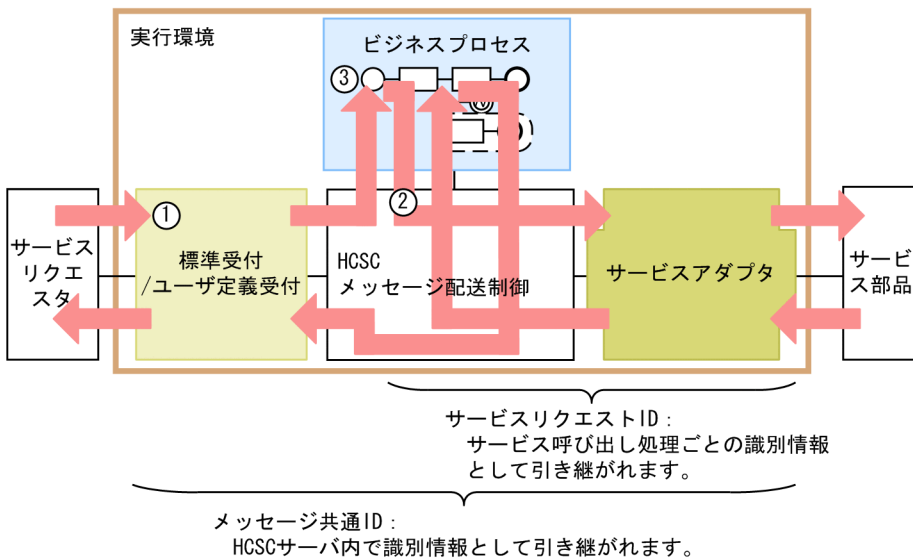 実行環境
ビジネスプロセス
③
①
②
サービス
リクエ
スタ
標準受付
/ユーザ定義受付
HCSC
メッセージ配送制御
サービスアダプタ
サービ
ス部品
サービスリクエストID：
サービス呼び出し処理ごとの識別情報
として引き継がれます。
メッセージ共通ID：
HCSCサーバ内で識別情報として引き継がれます。